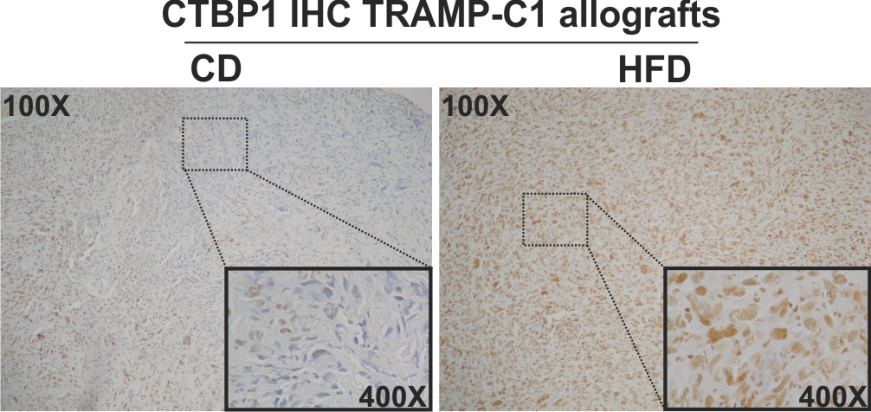 CTBP1 IHC TRAMP-C1 allografts
CD
HFD
100X
100X
400X
400X